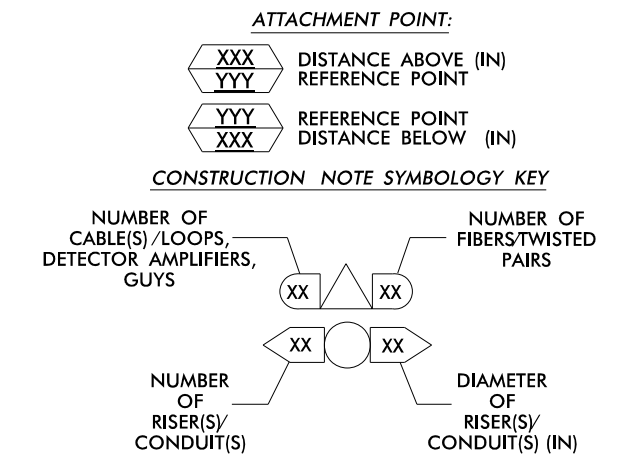 ATTACHMENT POINT:
XXX
YYY
DISTANCE ABOVE (IN)
REFERENCE POINT
YYY
XXX
REFERENCE POINT
DISTANCE BELOW (IN)
CONSTRUCTION NOTE SYMBOLOGY KEY
NUMBER OF
CABLE(S)/LOOPS,
DETECTOR AMPLIFIERS,
GUYS
NUMBER OF
FIBERS/TWISTED
PAIRS
XX
XX
XX
XX
NUMBER
OF
RISER(S)/
CONDUIT(S)
DIAMETER
OF
RISER(S)/
CONDUIT(S) (IN)